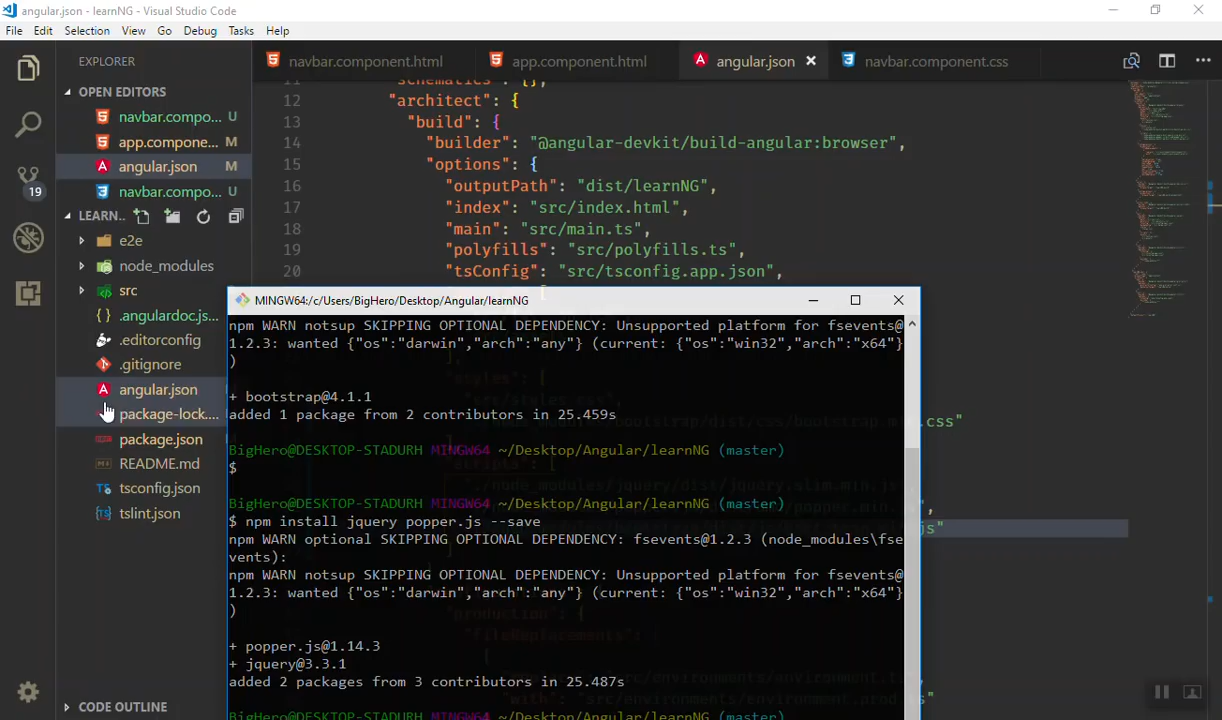 angular.json - learnNG - Visual Studio Code
File Edit Selection View Go Debug Tasks Help
EXPLORER
navbar.component.html
app.component.html
angular.json
navbar.component.css
OPEN EDITORS
navbar.compo... U
app.compone... M
angular.json M
navbar.compo... U
19
LEARN..
e2e
node_modules
src
.angulardoc.js...
.editorconfig
.gitignore
angular.json
package-lock....
package.json
README.md
tsconfig.json
tslint.json
CODE OUTLINE
11 "schematics": {},
12 "architect": {
13 "build": {
14 "builder": "@angular-devkit/build-angular:browser",
15 "options": {
16 "outputPath": "dist/learnNG",
17 "index": "src/index.html",
18 "main": "src/main.ts",
19 "polyfills": "src/polyfills.ts",
20 "tsConfig": "src/tsconfig.app.json",
MINGW64:/c/Users/BigHero/Desktop/Angular/learnNG
npm WARN notsup SKIPPING OPTIONAL DEPENDENCY: Unsupported platform for fsevents@
1.2.3: wanted {"os":"darwin","arch":"any"} (current: {"os":"win32","arch":"x64"}
)
+ bootstrap@4.1.1
added 1 package from 2 contributors in 25.459s
BigHero@DESKTOP-STADURH MINGW64 ~/Desktop/Angular/learnNG (master)
$
BigHero@DESKTOP-STADURH MINGW64 ~/Desktop/Angular/learnNG (master)
$ npm install jquery popper.js --save
npm WARN optional SKIPPING OPTIONAL DEPENDENCY: fsevents@1.2.3 (node_modules\fse
vents):
npm WARN notsup SKIPPING OPTIONAL DEPENDENCY: Unsupported platform for fsevents@
1.2.3: wanted {"os":"darwin","arch":"any"} (current: {"os":"win32","arch":"x64"}
)
+ popper.js@1.14.3
+ jquery@3.3.1
added 2 packages from 3 contributors in 25.487s
BigHero@DESKTOP-STADURH MINGW64 ~/Desktop/Angular/learnNG (master)